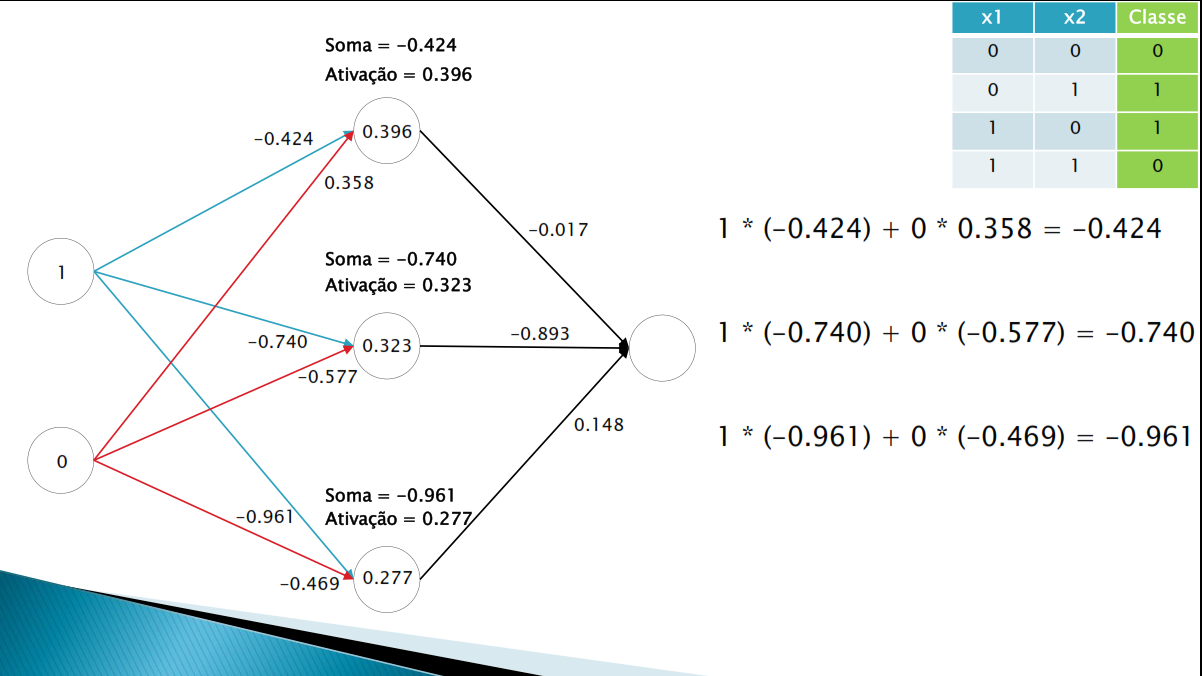 x1 x2 Classe
0 0 0
0 1 1
1 0 1
1 1 0
Soma = -0.424
Ativação = 0.396
-0.424
0.396
0.358
-0.017
1 * (-0.424) + 0 * 0.358 = -0.424
Soma = -0.740
Ativação = 0.323
1
-0.740
0.323
-0.893
-0.577
1 * (-0.740) + 0 * (-0.577) = -0.740
0.148
0
1 * (-0.961) + 0 * (-0.469) = -0.961
Soma = -0.961
Ativação = 0.277
-0.961
-0.469
0.277